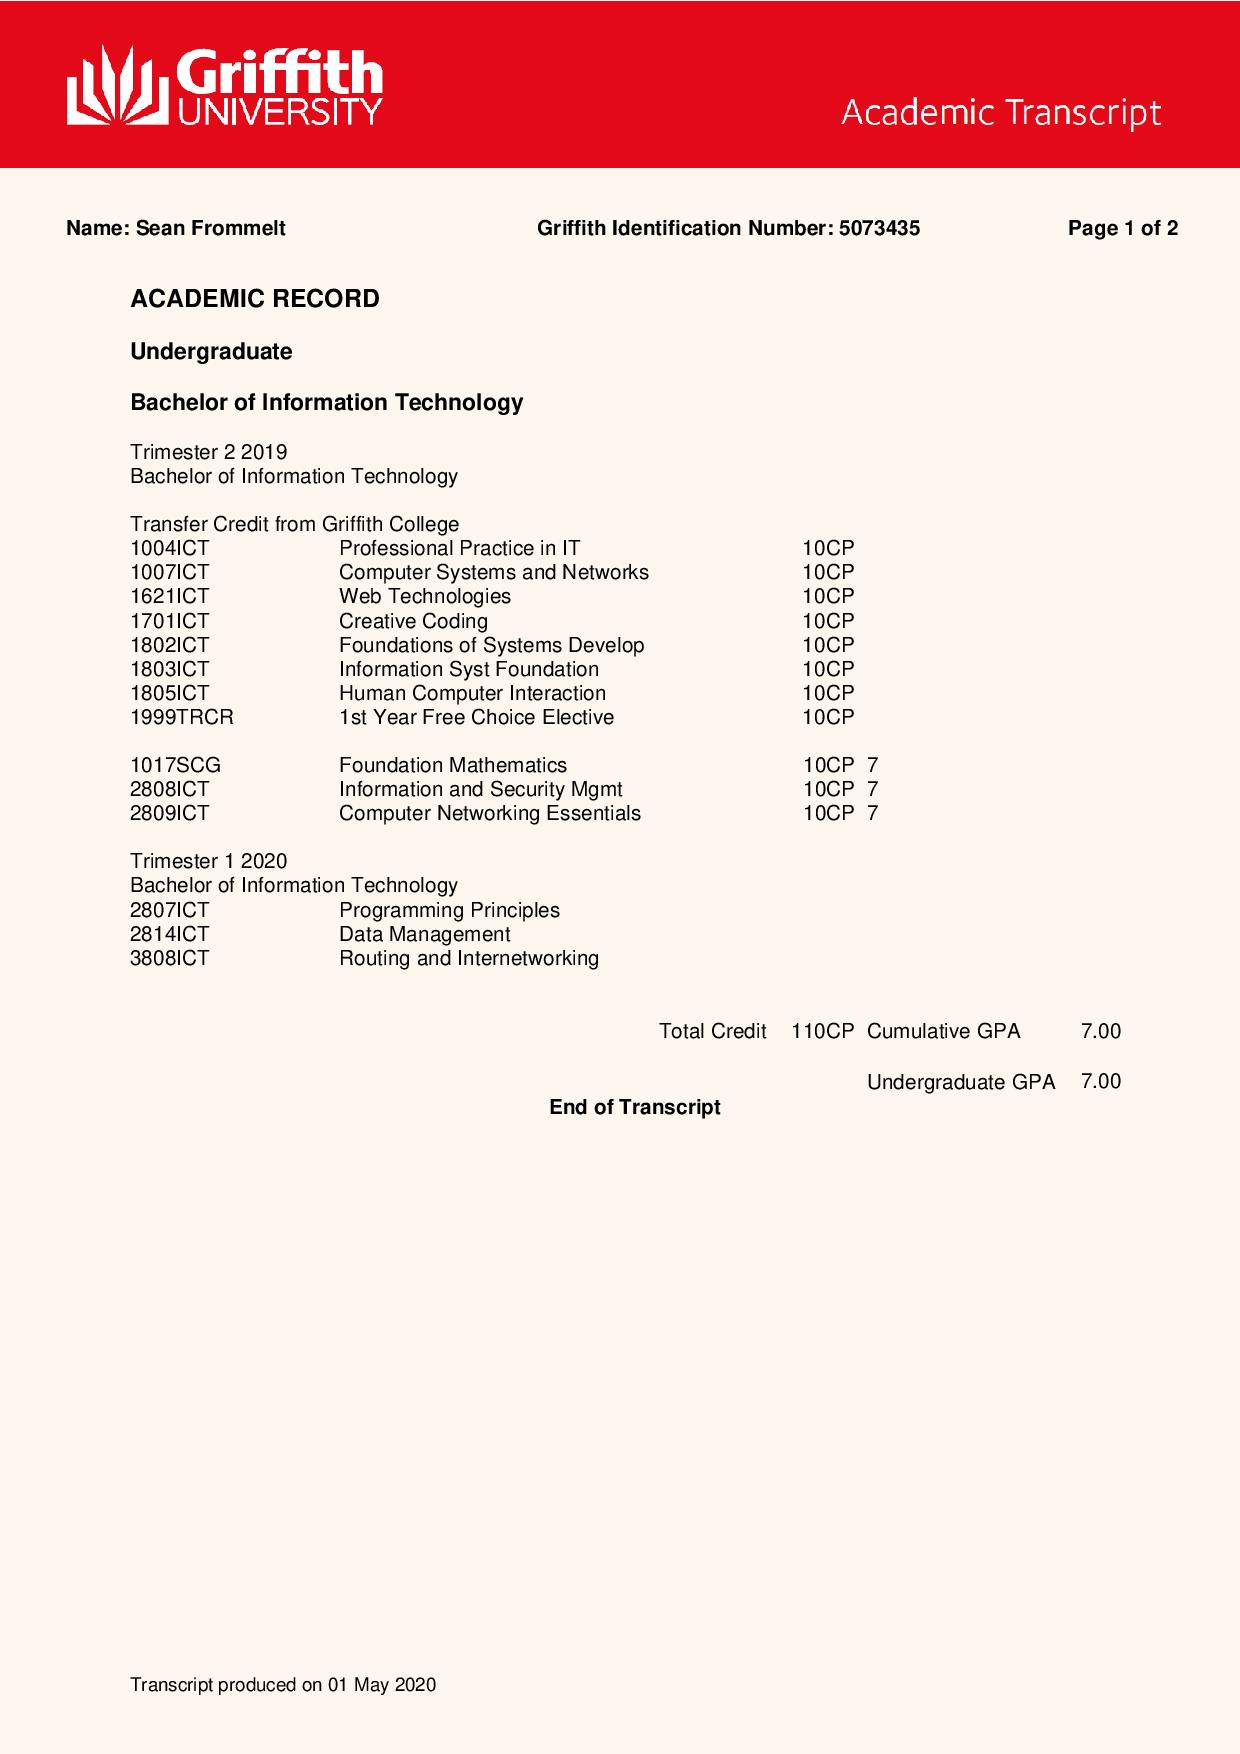 Griffith
UNIVERSITY
Academic Transcript
Name: Sean Frommelt Griffith Identification Number: 5073435 Page 1 of 2
ACADEMIC RECORD
Undergraduate
Bachelor of Information Technology
Trimester 2 2019
Bachelor of Information Technology
Transfer Credit from Griffith College
1004ICT Professional Practice in IT 10CP
1007ICT Computer Systems and Networks 10CP
1621ICT Web Technologies 10CP
1701ICT Creative Coding 10CP
1802ICT Foundations of Systems Develop 10CP
1803ICT Information Syst Foundation 10CP
1805ICT Human Computer Interaction 10CP
1999TRCR 1st Year Free Choice Elective 10CP
1017SCG Foundation Mathematics 10CP 7
2808ICT Information and Security Mgmt 10CP 7
2809ICT Computer Networking Essentials 10CP 7
Trimester 1 2020
Bachelor of Information Technology
2807ICT Programming Principles
2814ICT Data Management
3808ICT Routing and Internetworking
Total Credit 110CP Cumulative GPA 7.00
Undergraduate GPA 7.00
End of Transcript
Transcript produced on 01 May 2020